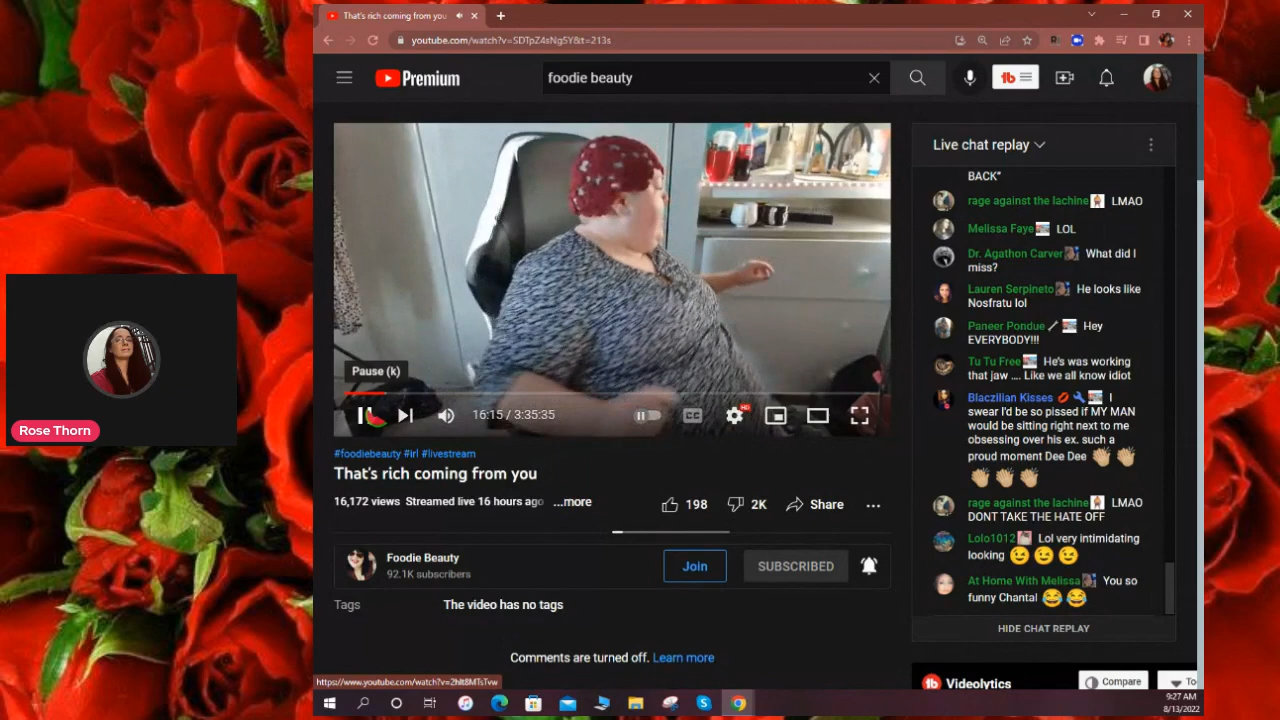 That's rich coming from you
youtube.com/watch?v=SDTpZ4sNg5Y&t=213s
Premium
foodie beauty
Live chat replay
BACK"
rage against the lachine LMAO
Melissa Faye LOL
Dr. Agathon Carver What did I
miss?
Lauren Serpineto He looks like
Nosfratu lol
Paneer Pondue Hey
EVERYBODY!!!
Tu Tu Free He's was working
that jaw .... Like we all know idiot
Blaczilian Kisses I
swear I'd be so pissed if MY MAN
would be sitting right next to me
obsessing over his ex. such a
proud moment Dee Dee
rage against the lachine LMAO
DONT TAKE THE HATE OFF
Lolo1012 Lol very intimidating
looking
At Home With Melissa You so
funny Chantal
HIDE CHAT REPLAY
Pause (k)
16:15 / 3:35:35
CC
HD
Rose Thorn
#foodiebeauty #irl #livestream
That's rich coming from you
16,172 views Streamed live 16 hours ago ...more
198
2K
Share
Foodie Beauty
92.1K subscribers
Join
SUBSCRIBED
Tags
The video has no tags
Comments are turned off. Learn more
https://www.youtube.com/watch?v=2hlt8MTsTvw
Videolytics
Compare
To
9:27 AM
8/13/2022